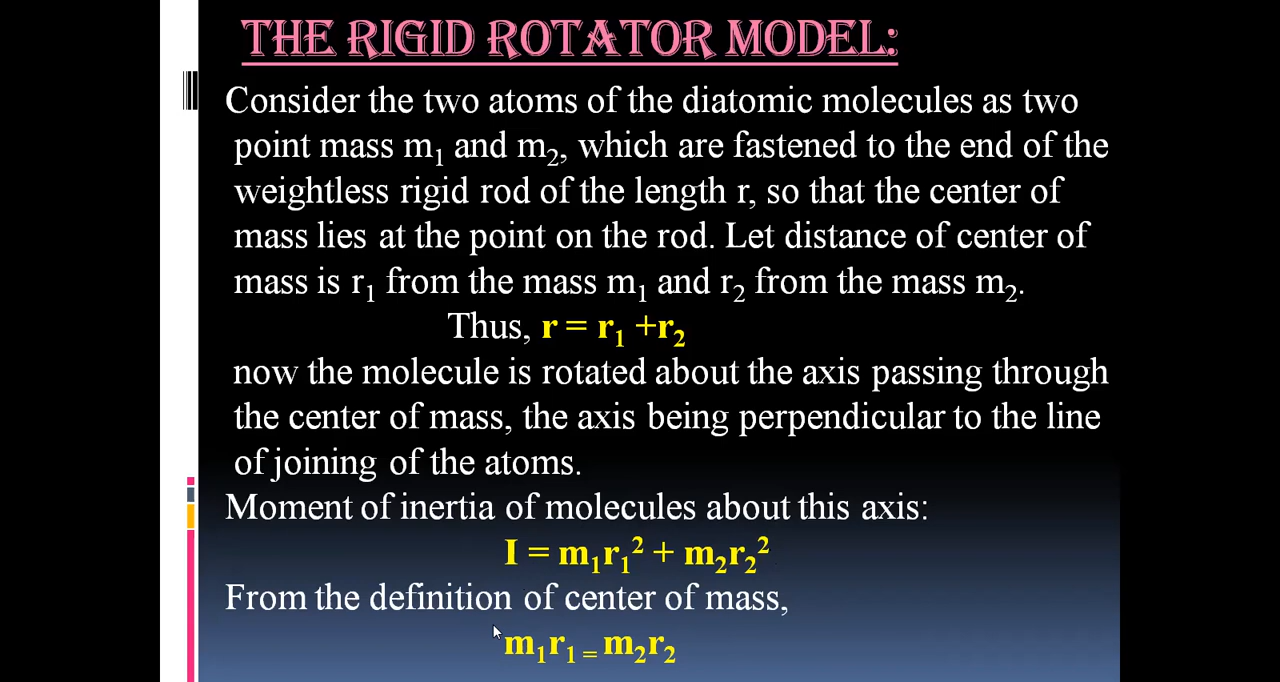 THE RIGID ROTATOR MODEL:
Consider the two atoms of the diatomic molecules as two
point mass m₁ and m₂, which are fastened to the end of the
weightless rigid rod of the length r, so that the center of
mass lies at the point on the rod. Let distance of center of
mass is r₁ from the mass m₁ and r₂ from the mass m₂.
Thus, r = r₁ +r₂
now the molecule is rotated about the axis passing through
the center of mass, the axis being perpendicular to the line
of joining of the atoms.
Moment of inertia of molecules about this axis:
I = m₁r₁² + m₂r₂²
From the definition of center of mass,
m₁r₁ = m₂r₂